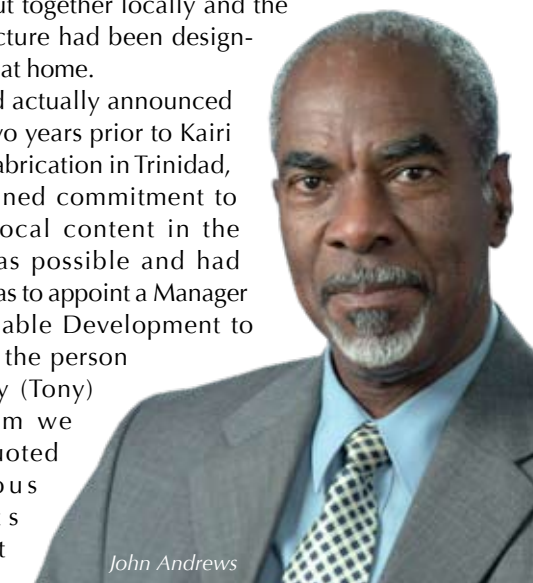 ut together locally and the
cture had been design-
at home.
d actually announced
o years prior to Kairi
abrication in Trinidad,
ned commitment to
ocal content in the
as possible and had
as to appoint a Manager
able Development to
the person
y (Tony)
m we
uoted
ous
s
t
John Andrews